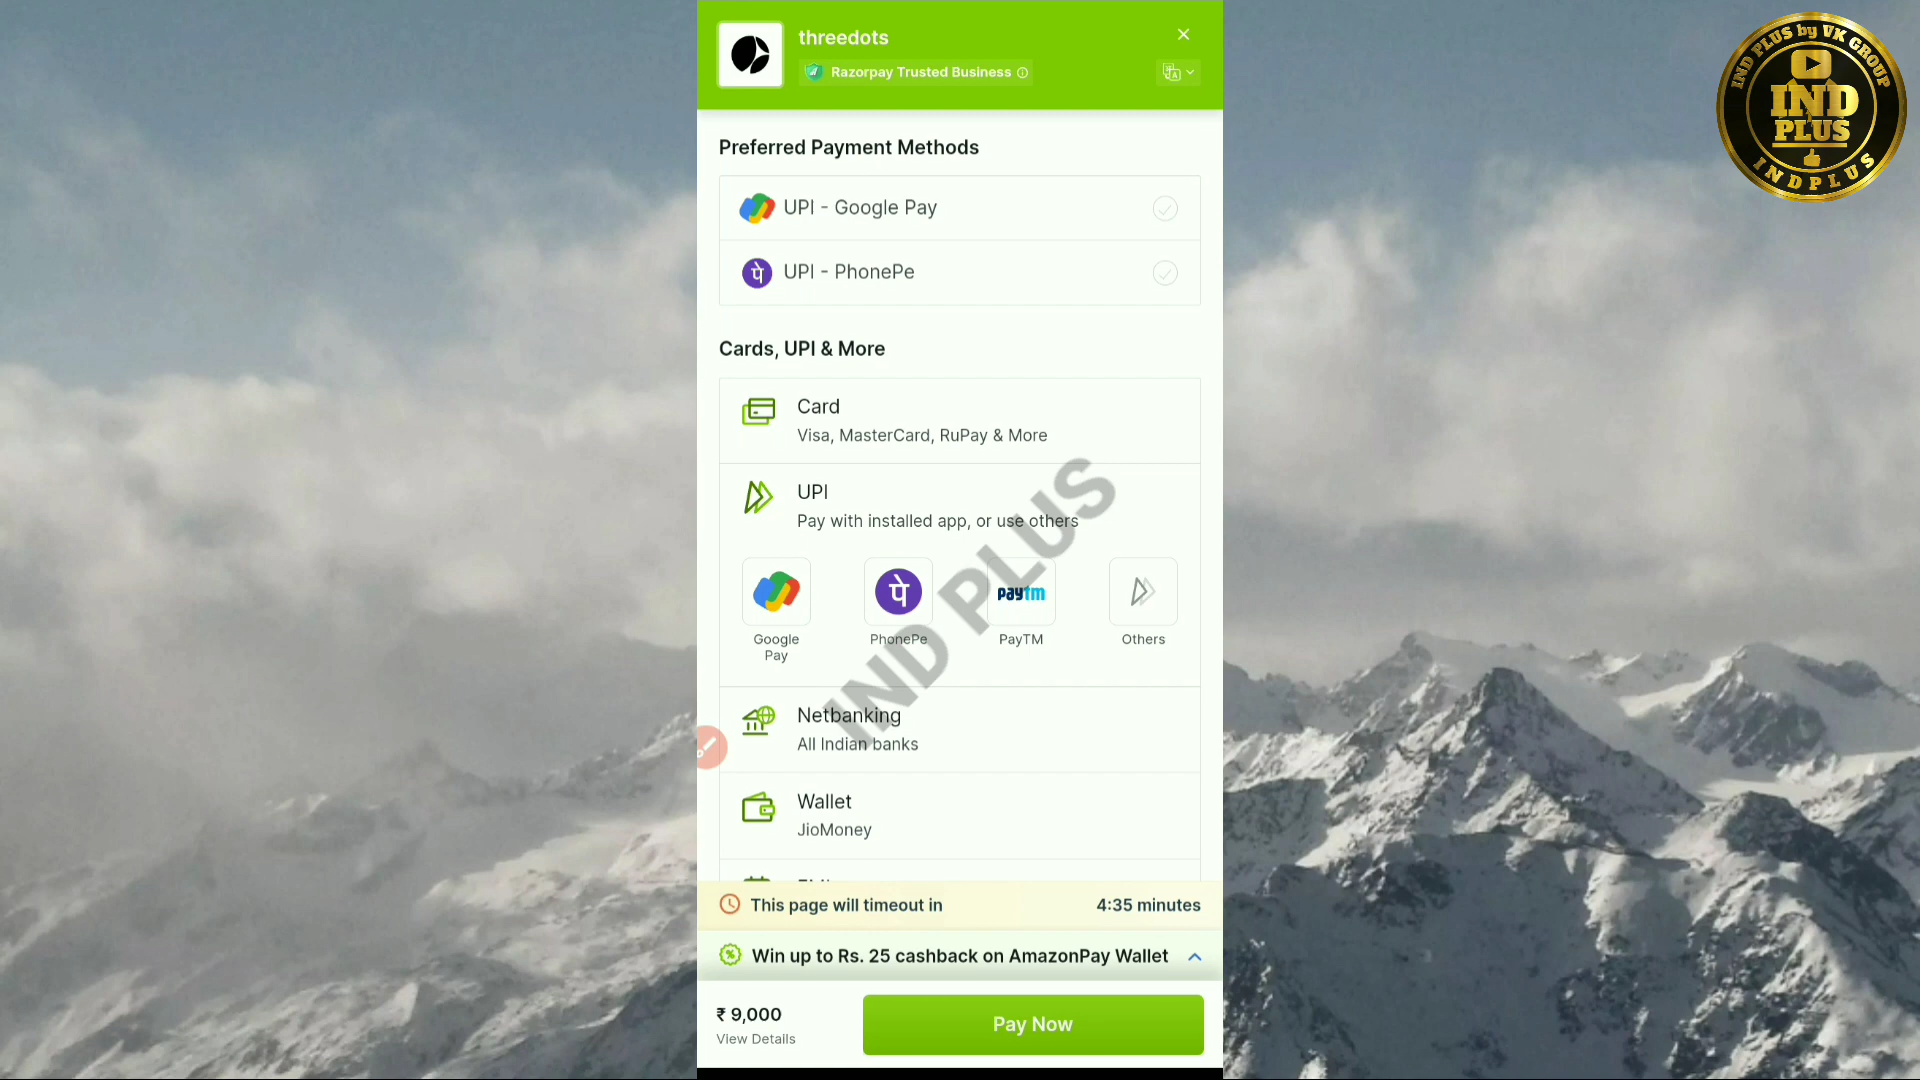 threedots
Razorpay Trusted Business
Preferred Payment Methods
UPI - Google Pay
पे
UPI - PhonePe
Cards, UPI & More
Card
Visa, MasterCard, RuPay & More
UPI
Pay with installed app, or use others
पे
paytm
Google Pay
PhonePe
PayTM
Others
Netbanking
All Indian banks
Wallet
JioMoney
This page will timeout in 4:35 minutes
Win up to Rs. 25 cashback on AmazonPay Wallet
₹ 9,000
View Details
Pay Now
IND PLUS
IND PLUS by VK GROUP
IND
PLUS
INDPLUS